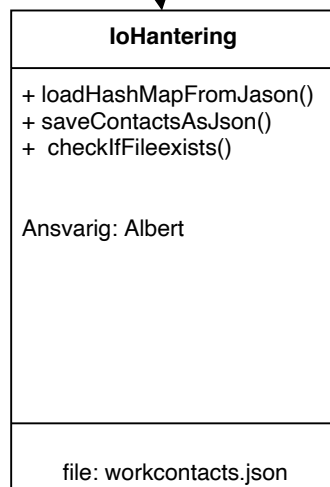 IoHantering
+ loadHashMapFromJason()
+ saveContactsAsJson()
+ checkIfFileexists()
Ansvarig: Albert
file: workcontacts.json